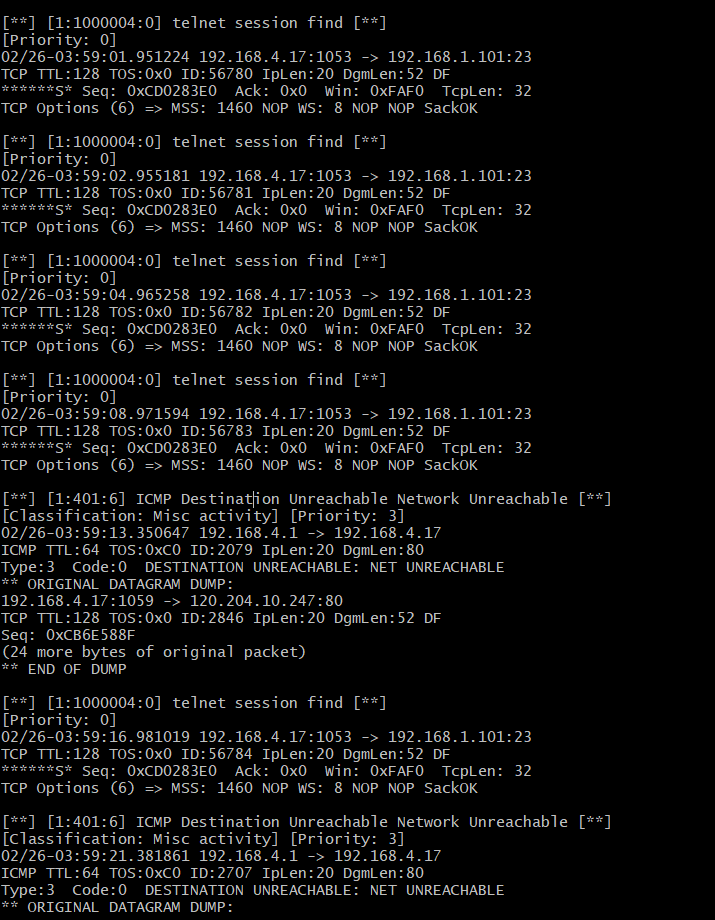 [**] [1:1000004:0] telnet session find [**]
[Priority: 0]
02/26-03:59:01.951224 192.168.4.17:1053 -> 192.168.1.101:23
TCP TTL:128 TOS:0x0 ID:56780 IpLen:20 DgmLen:52 DF
******S* Seq: 0xCD0283E0  Ack: 0x0  Win: 0xFAF0  TcpLen: 32
TCP Options (6) => MSS: 1460 NOP WS: 8 NOP NOP SackOK
[**] [1:1000004:0] telnet session find [**]
[Priority: 0]
02/26-03:59:02.955181 192.168.4.17:1053 -> 192.168.1.101:23
TCP TTL:128 TOS:0x0 ID:56781 IpLen:20 DgmLen:52 DF
******S* Seq: 0xCD0283E0  Ack: 0x0  Win: 0xFAF0  TcpLen: 32
TCP Options (6) => MSS: 1460 NOP WS: 8 NOP NOP SackOK
[**] [1:1000004:0] telnet session find [**]
[Priority: 0]
02/26-03:59:04.965258 192.168.4.17:1053 -> 192.168.1.101:23
TCP TTL:128 TOS:0x0 ID:56782 IpLen:20 DgmLen:52 DF
******S* Seq: 0xCD0283E0  Ack: 0x0  Win: 0xFAF0  TcpLen: 32
TCP Options (6) => MSS: 1460 NOP WS: 8 NOP NOP SackOK
[**] [1:1000004:0] telnet session find [**]
[Priority: 0]
02/26-03:59:08.971594 192.168.4.17:1053 -> 192.168.1.101:23
TCP TTL:128 TOS:0x0 ID:56783 IpLen:20 DgmLen:52 DF
******S* Seq: 0xCD0283E0  Ack: 0x0  Win: 0xFAF0  TcpLen: 32
TCP Options (6) => MSS: 1460 NOP WS: 8 NOP NOP SackOK
[**] [1:401:6] ICMP Destination Unreachable Network Unreachable [**]
[Classification: Misc activity] [Priority: 3]
02/26-03:59:13.350647 192.168.4.1 -> 192.168.4.17
ICMP TTL:64 TOS:0xC0 ID:2079 IpLen:20 DgmLen:80
Type:3  Code:0  DESTINATION UNREACHABLE: NET UNREACHABLE
** ORIGINAL DATAGRAM DUMP:
192.168.4.17:1059 -> 120.204.10.247:80
TCP TTL:128 TOS:0x0 ID:2846 IpLen:20 DgmLen:52 DF
Seq: 0xCB6E588F
(24 more bytes of original packet)
** END OF DUMP
[**] [1:1000004:0] telnet session find [**]
[Priority: 0]
02/26-03:59:16.981019 192.168.4.17:1053 -> 192.168.1.101:23
TCP TTL:128 TOS:0x0 ID:56784 IpLen:20 DgmLen:52 DF
******S* Seq: 0xCD0283E0  Ack: 0x0  Win: 0xFAF0  TcpLen: 32
TCP Options (6) => MSS: 1460 NOP WS: 8 NOP NOP SackOK
[**] [1:401:6] ICMP Destination Unreachable Network Unreachable [**]
[Classification: Misc activity] [Priority: 3]
02/26-03:59:21.381861 192.168.4.1 -> 192.168.4.17
ICMP TTL:64 TOS:0xC0 ID:2707 IpLen:20 DgmLen:80
Type:3  Code:0  DESTINATION UNREACHABLE: NET UNREACHABLE
** ORIGINAL DATAGRAM DUMP: